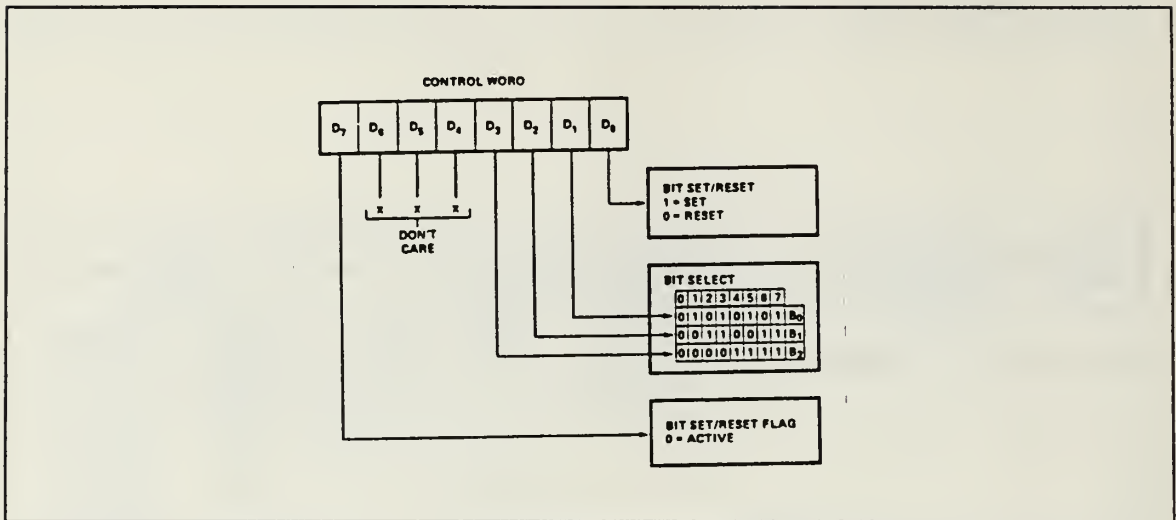 CONTROL WORD
D₇ D₆ D₅ D₄ D₃ D₂ D₁ D₀
X X X
DON'T
CARE
BIT SET/RESET
1 = SET
0 = RESET
BIT SELECT
0 1 2 3 4 5 6 7
0 1 0 1 0 1 0 1 B₀
0 0 1 1 0 0 1 1 B₁
0 0 0 0 1 1 1 1 B₂
BIT SET/RESET FLAG
0 = ACTIVE